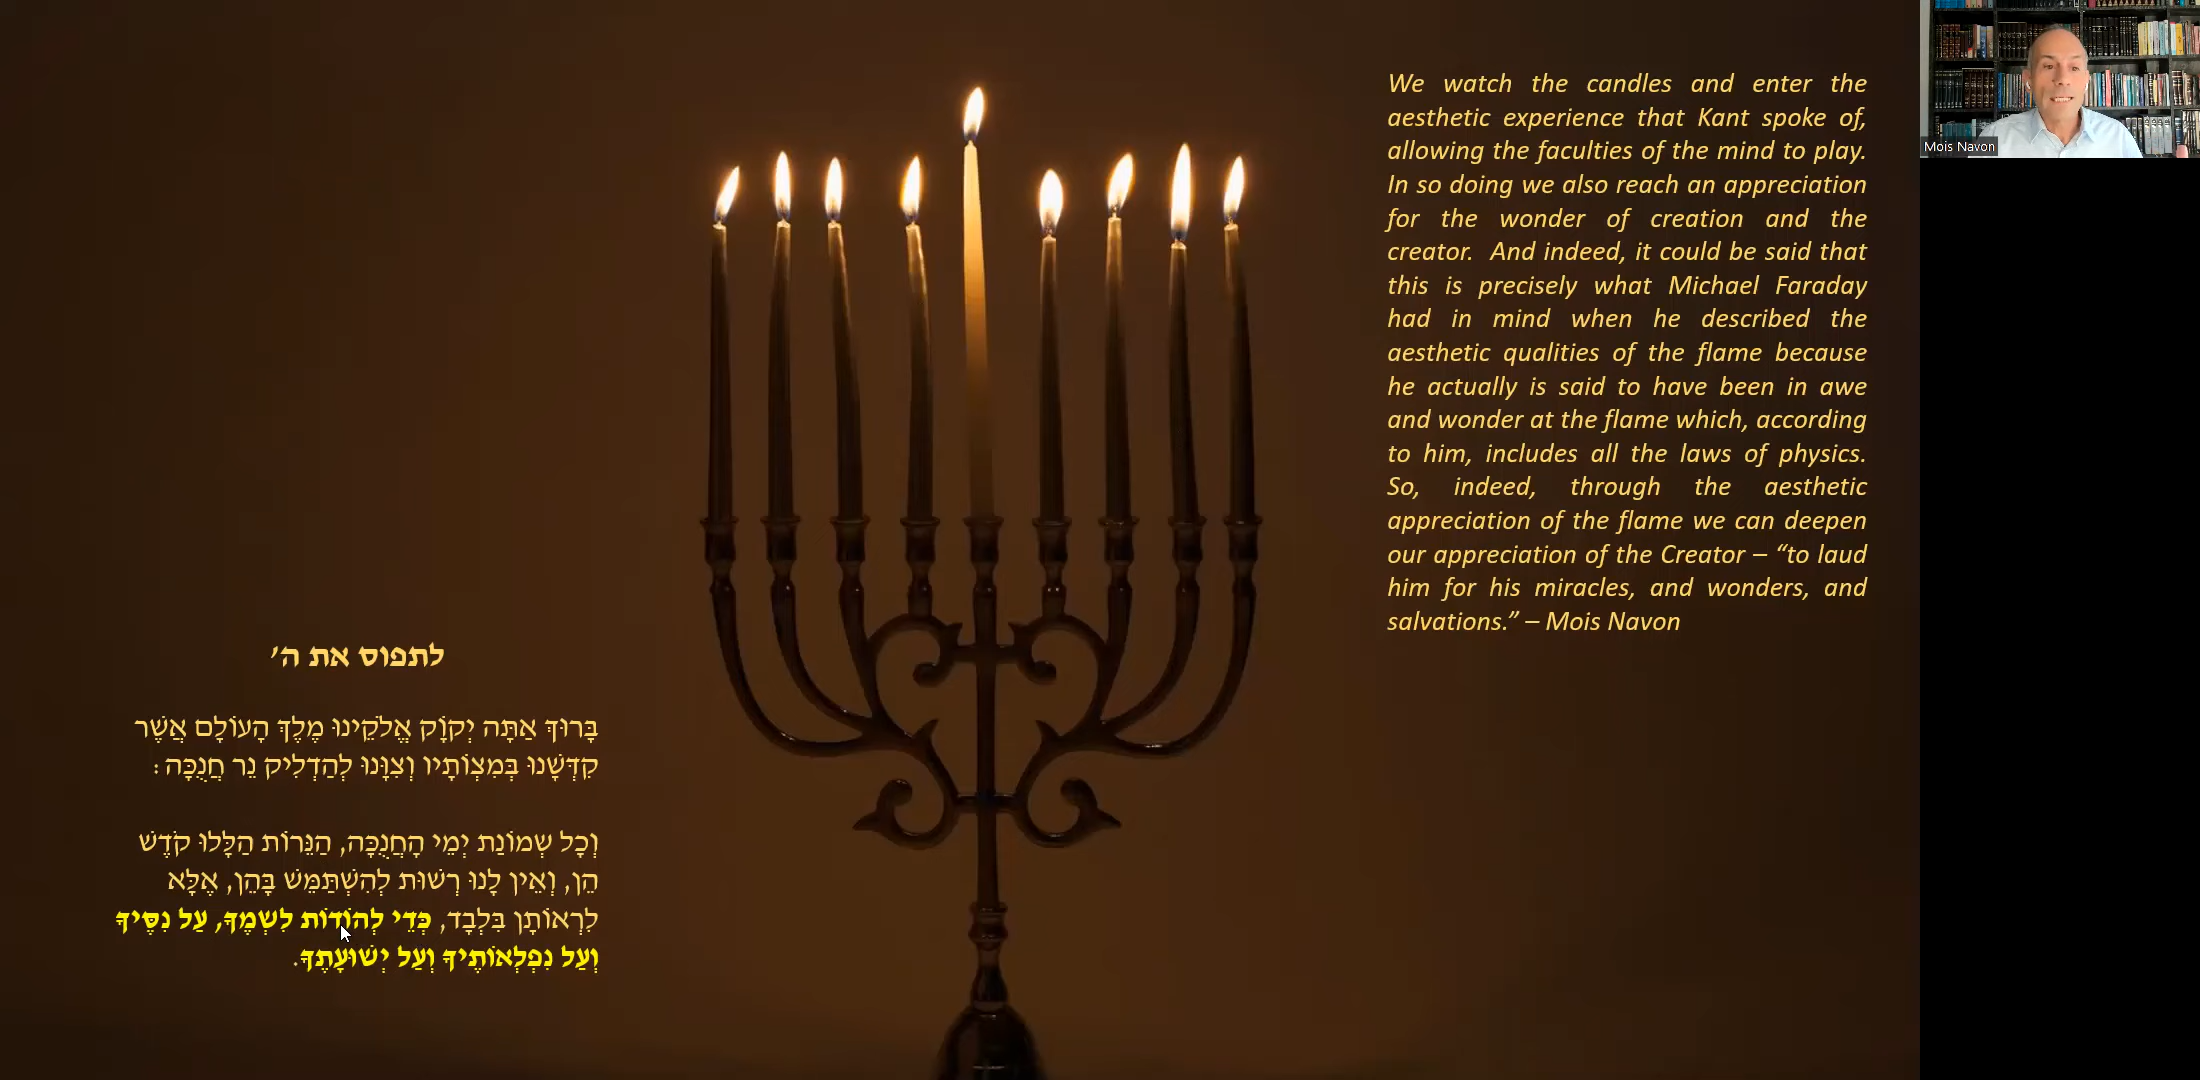 We watch the candles and enter the
aesthetic experience that Kant spoke of,
allowing the faculties of the mind to play.
In so doing we also reach an appreciation
for the wonder of creation and the
creator. And indeed, it could be said that
this is precisely what Michael Faraday
had in mind when he described the
aesthetic qualities of the flame because
he actually is said to have been in awe
and wonder at the flame which, according
to him, includes all the laws of physics.
So, indeed, through the aesthetic
appreciation of the flame we can deepen
our appreciation of the Creator – “to laud
him for his miracles, and wonders, and
salvations.” – Mois Navon
לתפוס את ה׳
בָּרוּךְ אַתָּה יְקוָק אֱלֹקֵינוּ מֶלֶךְ הָעוֹלָם אֲשֶׁר
קִדְּשָׁנוּ בְּמִצְוֹתָיו וְצִוָּנוּ לְהַדְלִיק נֵר חֲנֻכָּה:
וְכָל שְׁמוֹנַת יְמֵי הַחֲנֻכָּה, הַנֵּרוֹת הַלָּלוּ קֹדֶשׁ
הֵן, וְאֵין לָנוּ רְשׁוּת לְהִשְׁתַּמֵּשׁ בָּהֵן, אֶלָּא
לִרְאוֹתָן בִּלְבָד, כְּדֵי לְהוֹדוֹת לִשְׁמֶךָ, עַל נִסֶּיךָ
וְעַל נִפְלְאוֹתֶיךָ וְעַל יְשׁוּעָתֶךָ.
Mois Navon